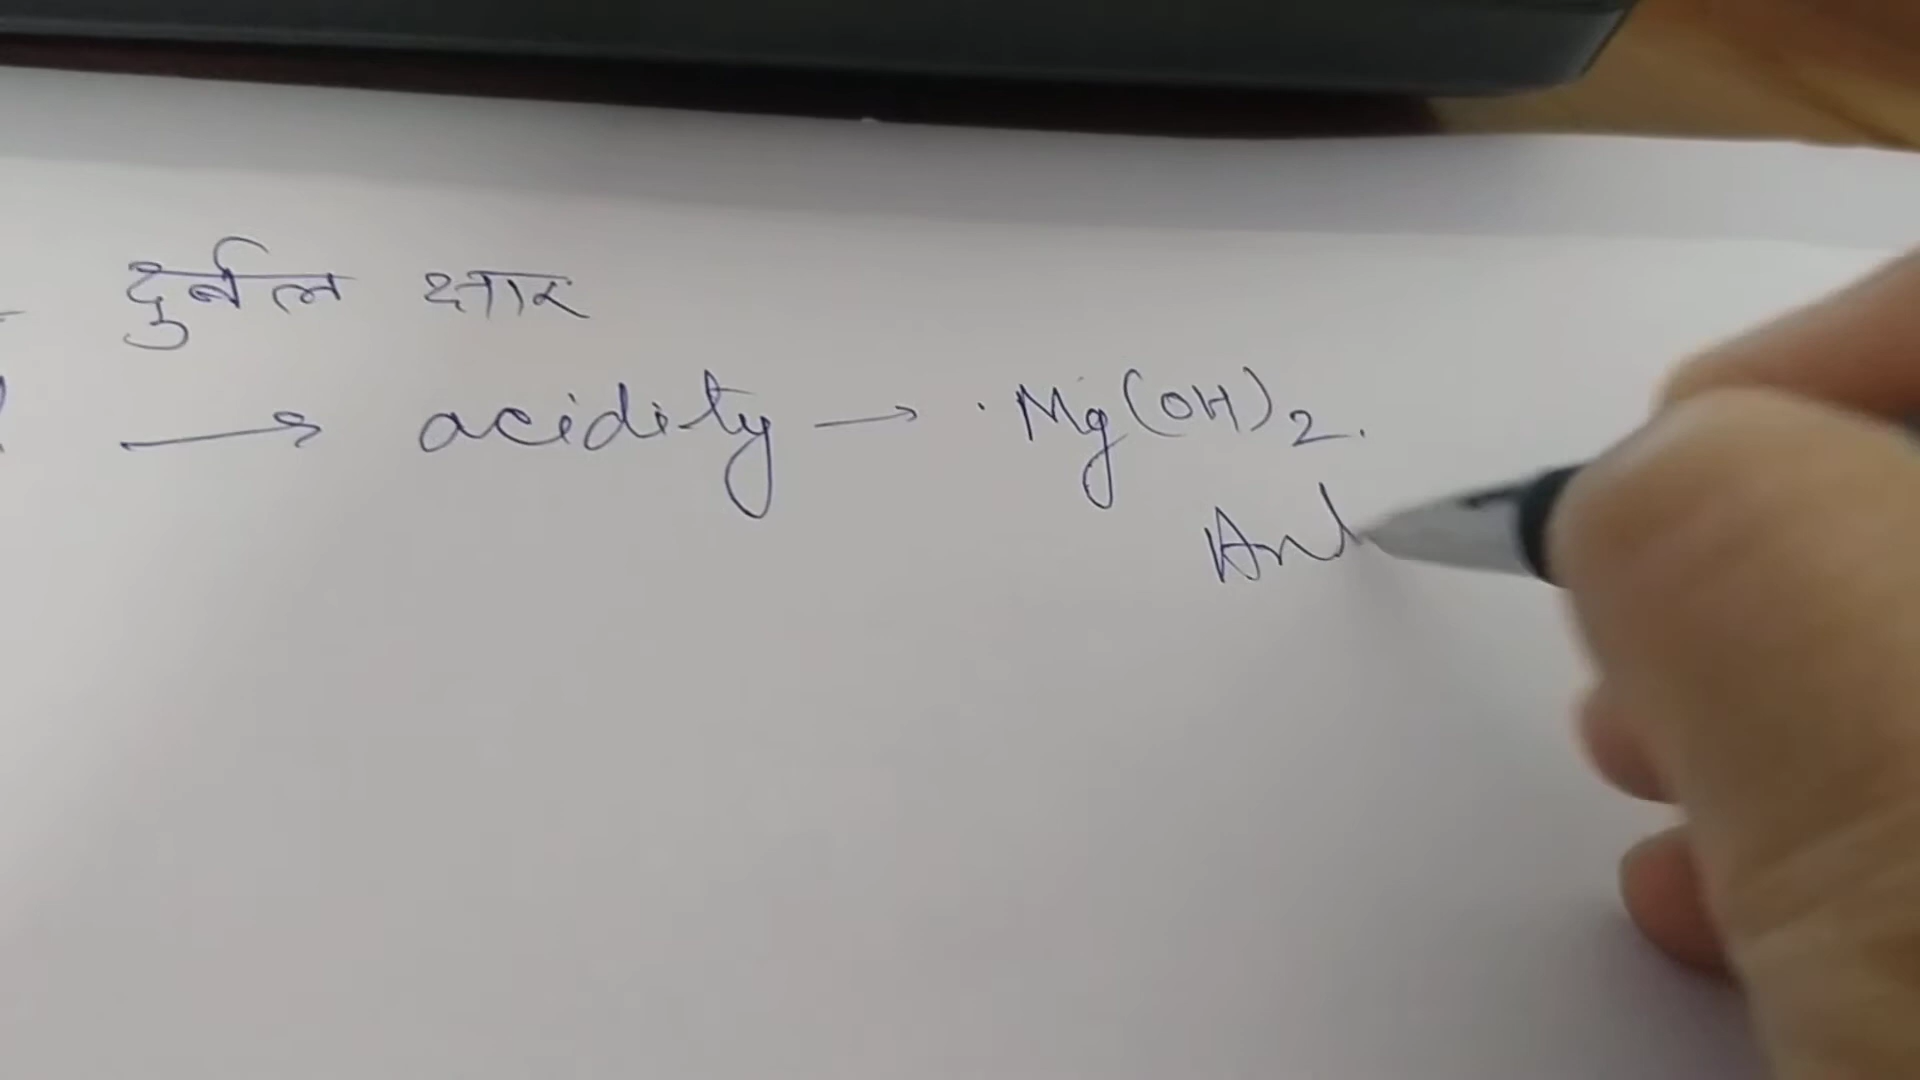 दुर्बल क्षार
→ acidity → Mg(OH)2.